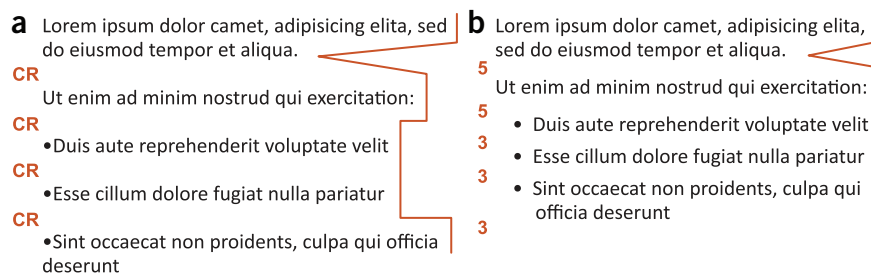 a
Lorem ipsum dolor camet, adipisicing elita, sed
do eiusmod tempor et aliqua.
CR
Ut enim ad minim nostrud qui exercitation:
CR
•Duis aute reprehenderit voluptate velit
CR
•Esse cillum dolore fugiat nulla pariatur
CR
•Sint occaecat non proidents, culpa qui officia
deserunt
b
Lorem ipsum dolor camet, adipisicing elita,
sed do eiusmod tempor et aliqua.
5
Ut enim ad minim nostrud qui exercitation:
5
• Duis aute reprehenderit voluptate velit
3
• Esse cillum dolore fugiat nulla pariatur
3
• Sint occaecat non proidents, culpa qui
officia deserunt
3